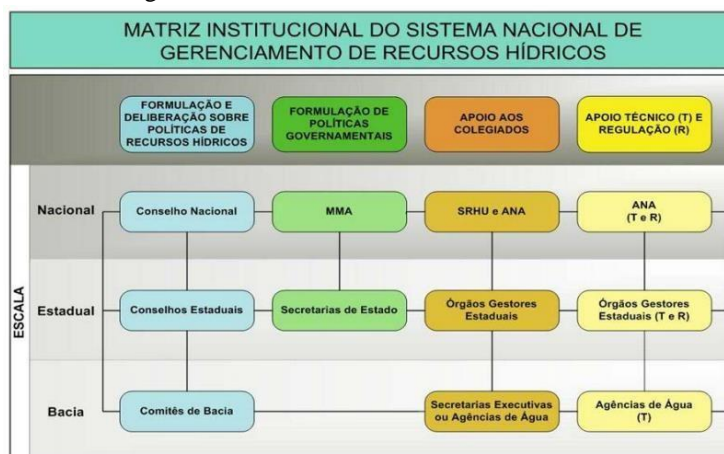 MATRIZ INSTITUCIONAL DO SISTEMA NACIONAL DE
GERENCIAMENTO DE RECURSOS HÍDRICOS
FORMULAÇÃO E
DELIBERAÇÃO SOBRE
POLÍTICAS DE
RECURSOS HÍDRICOS
FORMULAÇÃO DE
POLÍTICAS
GOVERNAMENTAIS
APOIO AOS
COLEGIADOS
APOIO TÉCNICO (T) E
REGULAÇÃO (R)
ESCALA
Nacional
Conselho Nacional
MMA
SRHU e ANA
ANA
(T e R)
Estadual
Conselhos Estaduais
Secretarias de Estado
Órgãos Gestores
Estaduais
Órgãos Gestores
Estaduais (T e R)
Bacia
Comitês de Bacia
Secretarias Executivas
ou Agências de Água
Agências de Água
(T)